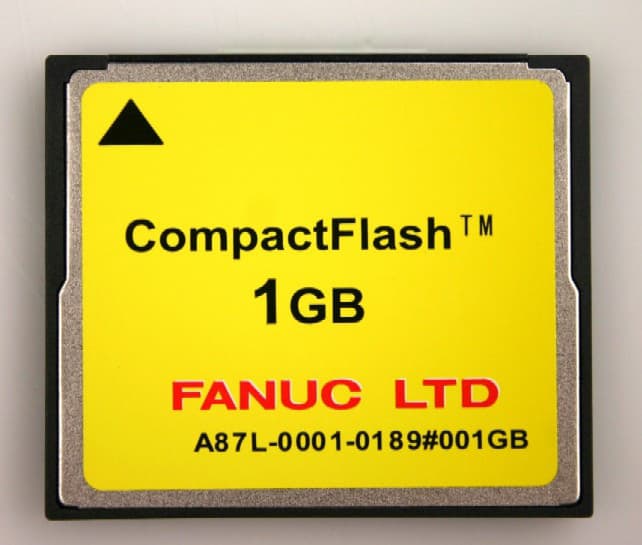 CompactFlash™
1GB
FANUC LTD
A87L-0001-0189#001GB